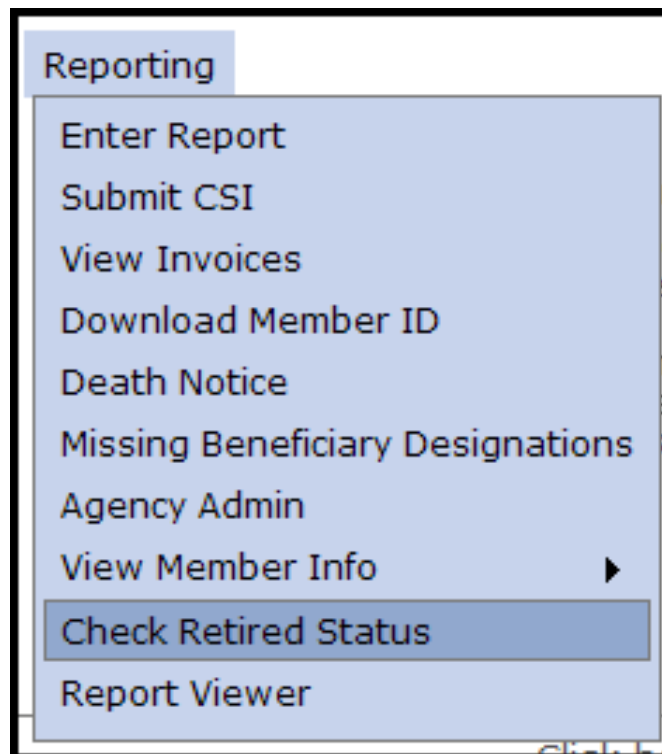 Reporting
Enter Report
Submit CSI
View Invoices
Download Member ID
Death Notice
Missing Beneficiary Designations
Agency Admin
View Member Info
Check Retired Status
Report Viewer